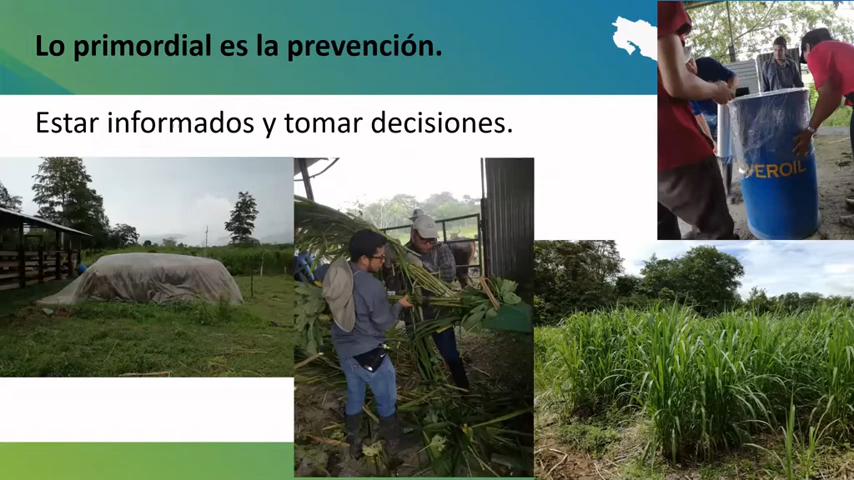 Lo primordial es la prevención.
Estar informados y tomar decisiones.
VEROIL